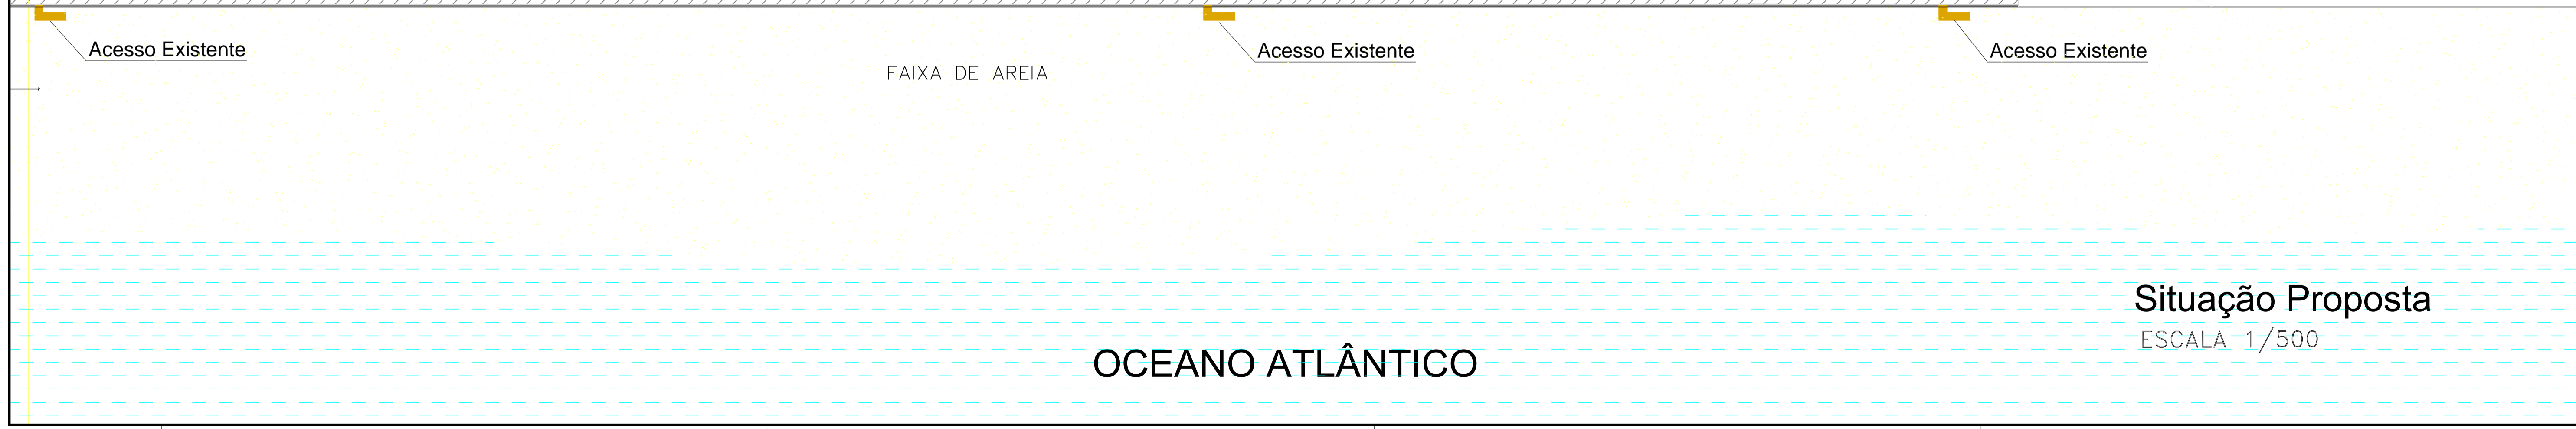 Acesso Existente
Acesso Existente
Acesso Existente
FAIXA DE AREIA
Situação Proposta
ESCALA 1/500
OCEANO ATLÂNTICO